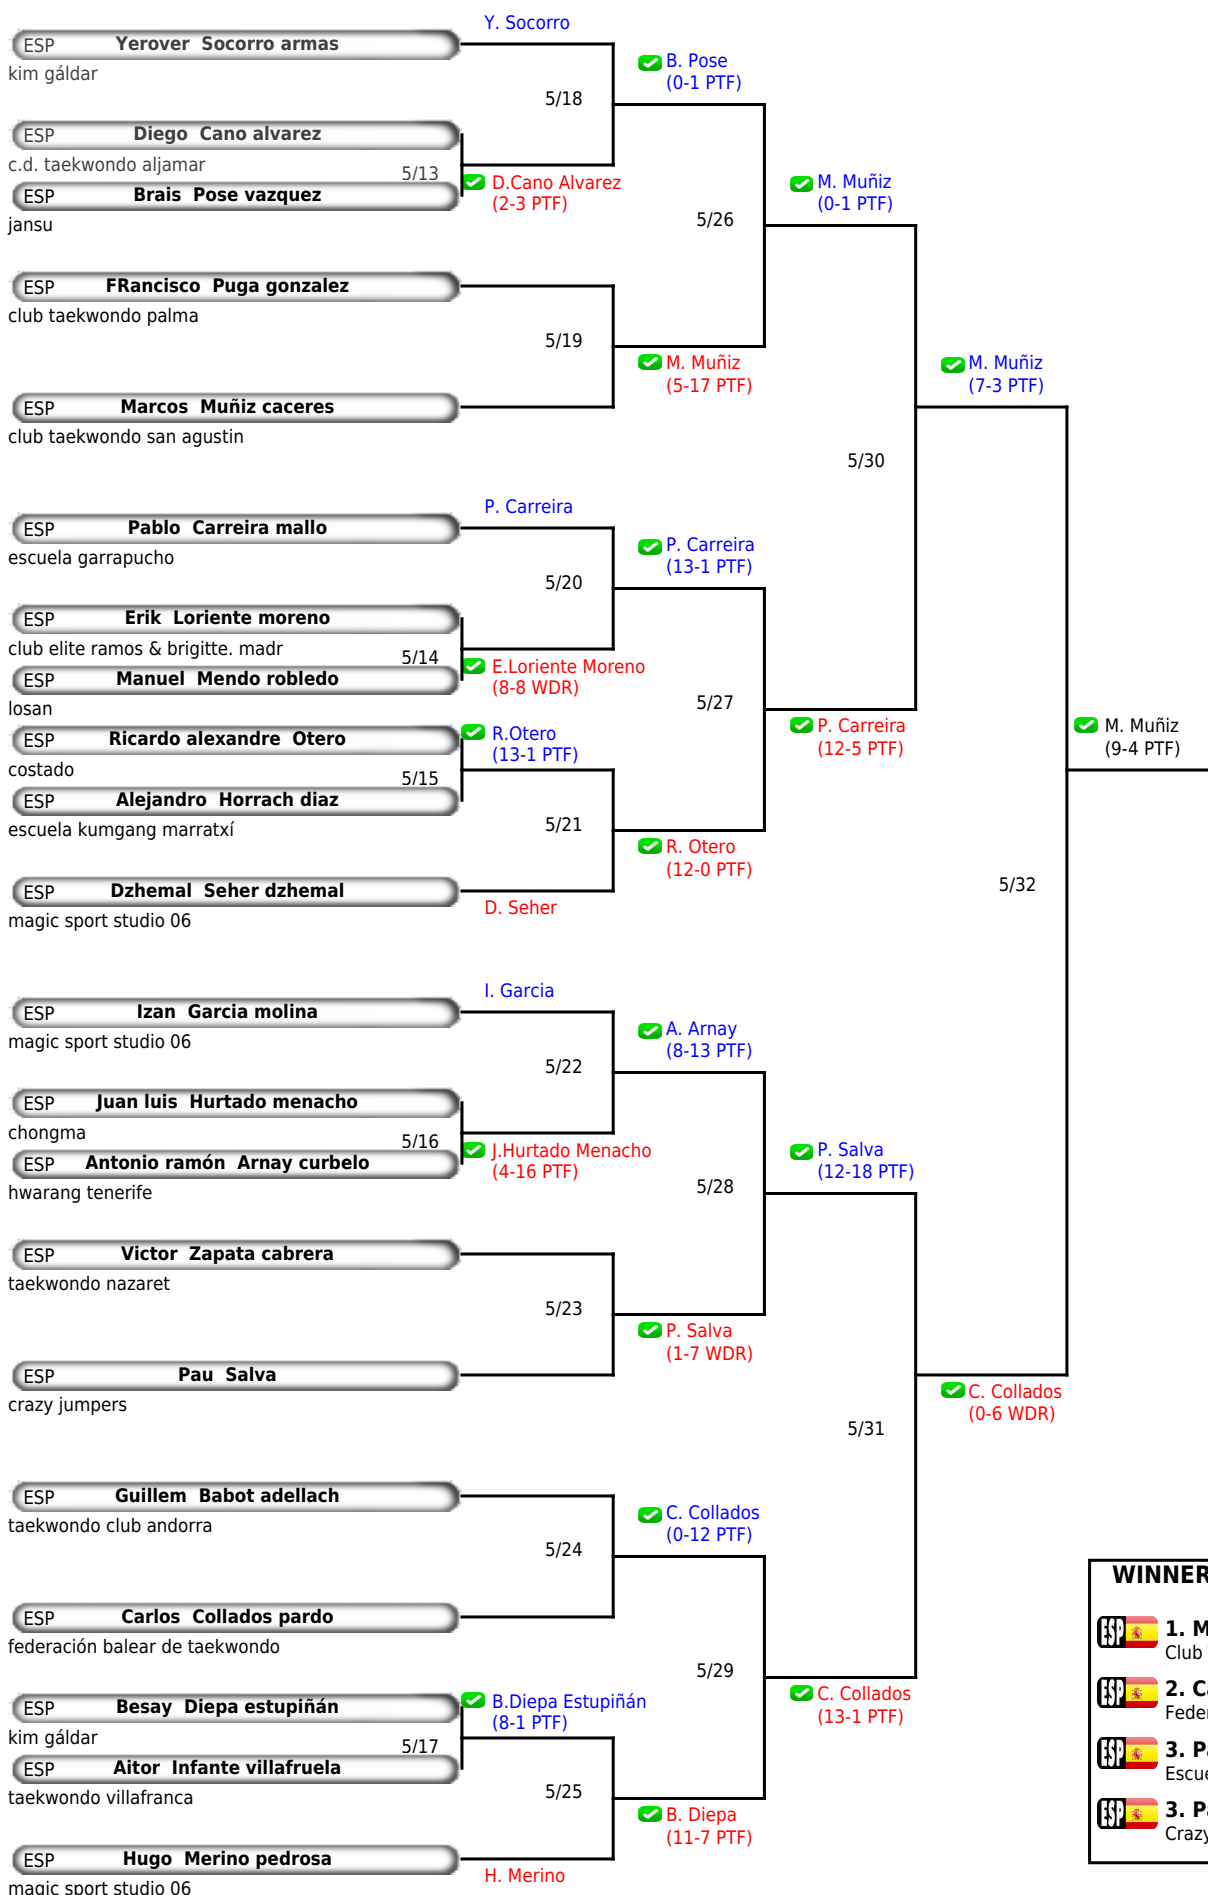 Y. Socorro
ESP Yerover Socorro armas
kim gáldar
B. Pose
(0-1 PTF)
5/18
ESP Diego Cano alvarez
c.d. taekwondo aljamar
5/13
D.Cano Alvarez
(2-3 PTF)
ESP Brais Pose vazquez
jansu
M. Muñiz
(0-1 PTF)
5/26
ESP FRancisco Puga gonzalez
club taekwondo palma
5/19
M. Muñiz
(5-17 PTF)
M. Muñiz
(7-3 PTF)
ESP Marcos Muñiz caceres
club taekwondo san agustin
5/30
P. Carreira
ESP Pablo Carreira mallo
escuela garrapucho
P. Carreira
(13-1 PTF)
5/20
ESP Erik Loriente moreno
club elite ramos & brigitte. madr
5/14
E.Loriente Moreno
(8-8 WDR)
ESP Manuel Mendo robledo
losan
5/27
P. Carreira
(12-5 PTF)
M. Muñiz
(9-4 PTF)
ESP Ricardo alexandre Otero
costado
R.Otero
(13-1 PTF)
5/15
ESP Alejandro Horrach diaz
escuela kumgang marratxí
5/21
R. Otero
(12-0 PTF)
ESP Dzhemal Seher dzhemal
magic sport studio 06
D. Seher
5/32
I. Garcia
ESP Izan Garcia molina
magic sport studio 06
A. Arnay
(8-13 PTF)
5/22
ESP Juan luis Hurtado menacho
chongma
5/16
J.Hurtado Menacho
(4-16 PTF)
ESP Antonio ramón Arnay curbelo
hwarang tenerife
P. Salva
(12-18 PTF)
5/28
ESP Victor Zapata cabrera
taekwondo nazaret
5/23
P. Salva
(1-7 WDR)
ESP Pau Salva
crazy jumpers
C. Collados
(0-6 WDR)
5/31
ESP Guillem Babot adellach
taekwondo club andorra
C. Collados
(0-12 PTF)
5/24
ESP Carlos Collados pardo
federación balear de taekwondo
5/29
C. Collados
(13-1 PTF)
ESP Besay Diepa estupiñán
kim gáldar
B.Diepa Estupiñán
(8-1 PTF)
5/17
ESP Aitor Infante villafruela
taekwondo villafranca
5/25
B. Diepa
(11-7 PTF)
ESP Hugo Merino pedrosa
magic sport studio 06
H. Merino
WINNER
ESP 1. M
Club
ESP 2. Ca
Feder
ESP 3. Pa
Escue
ESP 3. Pa
Crazy